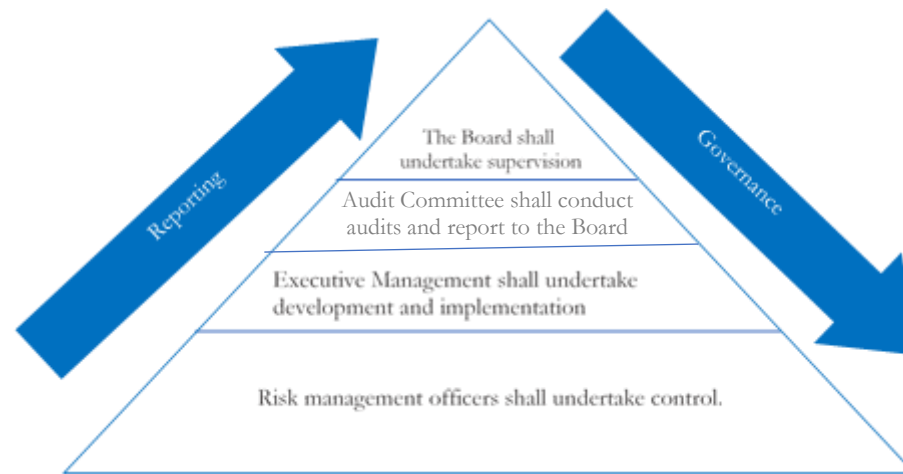 The Board shall
undertake supervision
Reporting
Governance
Audit Committee shall conduct
audits and report to the Board
Executive Management shall undertake
development and implementation
Risk management officers shall undertake control.